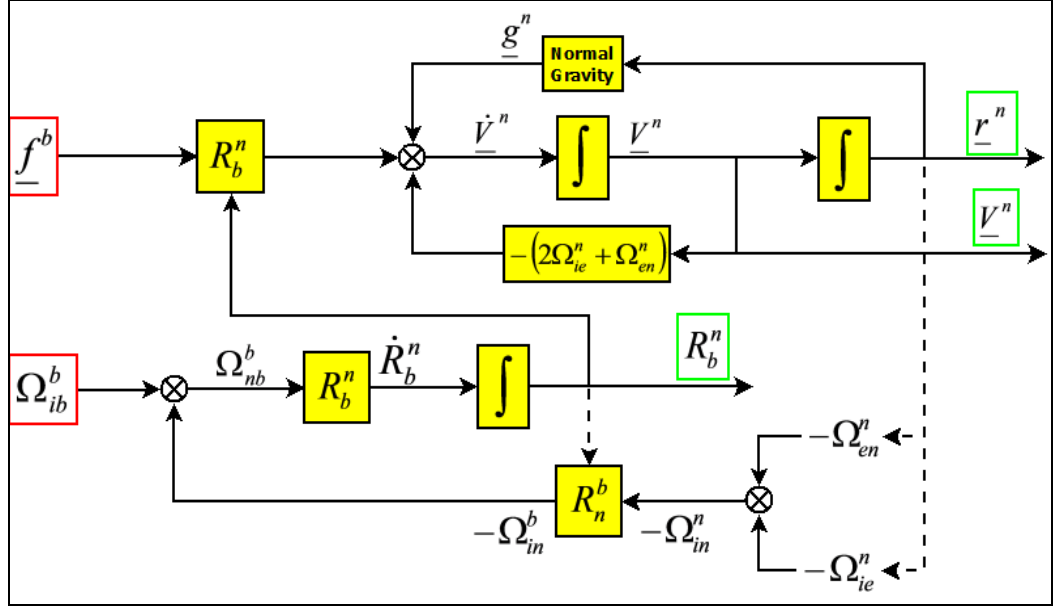 g^n
Normal
Gravity
f^b
R_b^n
V̇^n
∫
V^n
∫
r^n
V^n
−(2Ω_ie^n + Ω_en^n)
R_b^n
Ω_ib^b
Ω_nb^b
R_b^n
Ṙ_b^n
∫
−Ω_en^n
R_n^b
−Ω_in^b
−Ω_in^n
−Ω_ie^n